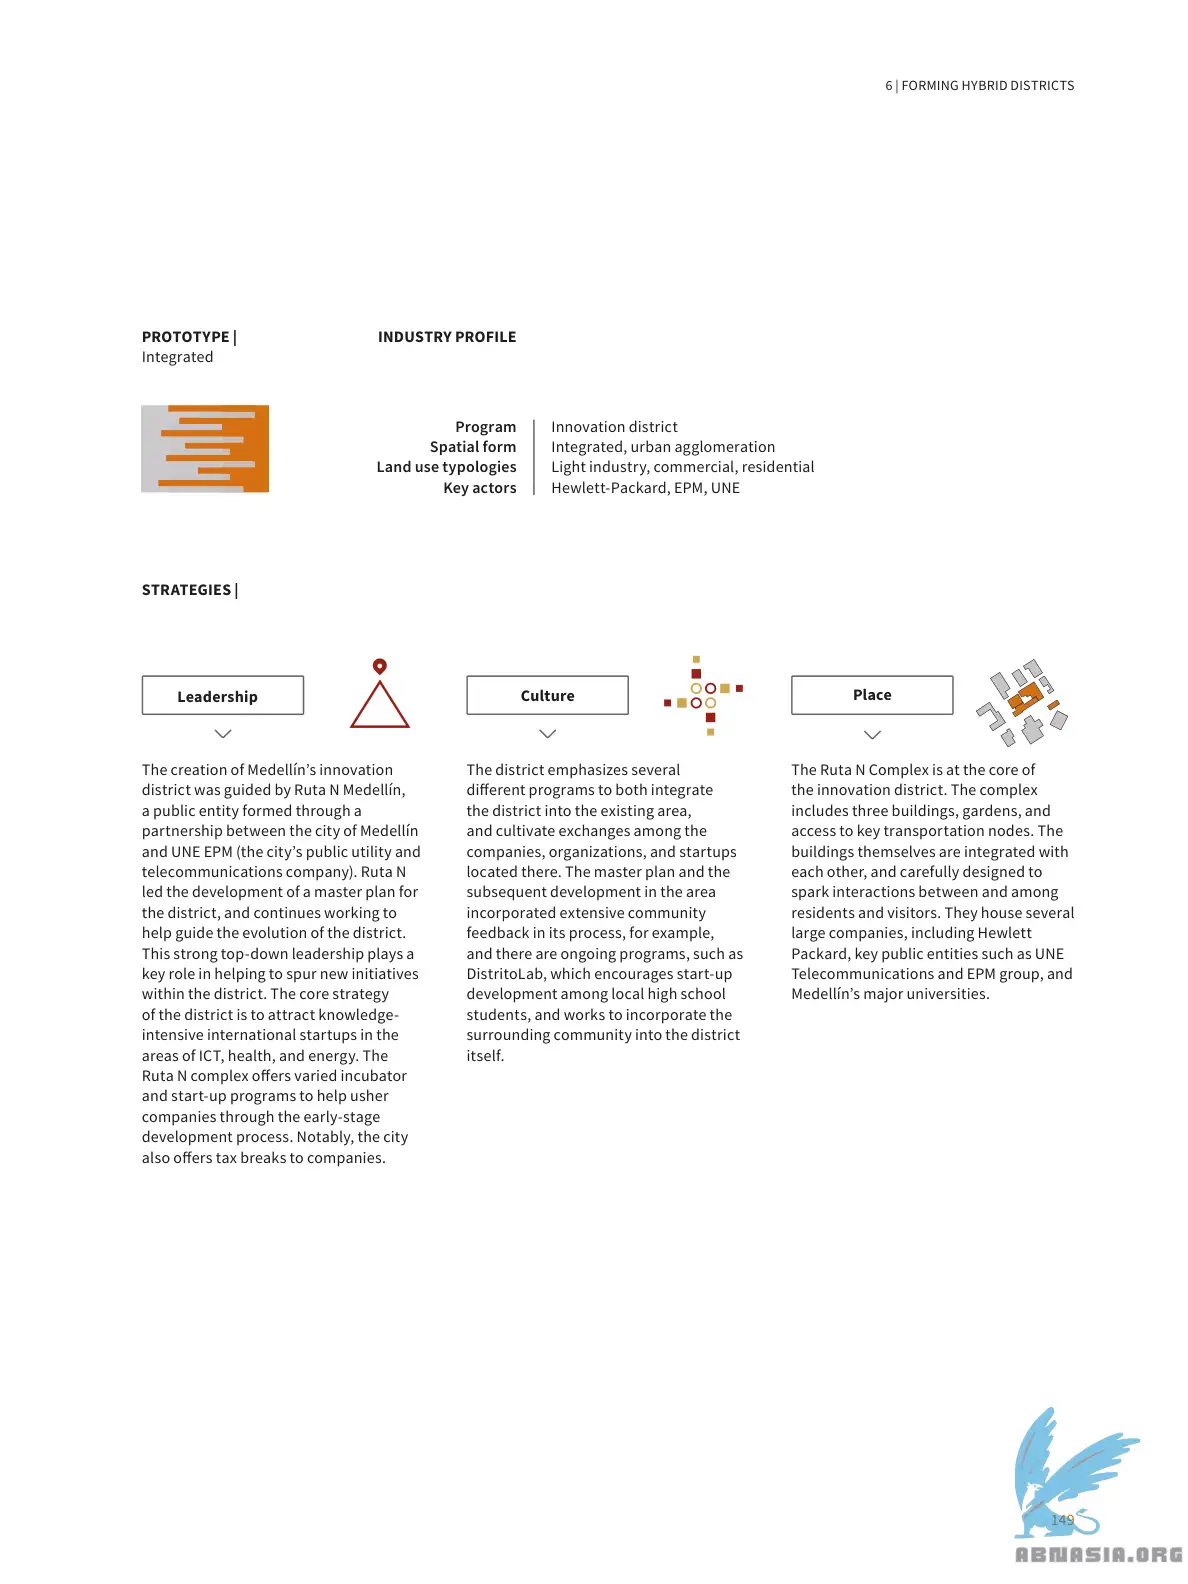 6 | FORMING HYBRID DISTRICTS
PROTOTYPE |
Integrated
INDUSTRY PROFILE
Program Innovation district
Spatial form Integrated, urban agglomeration
Land use typologies Light industry, commercial, residential
Key actors Hewlett-Packard, EPM, UNE
STRATEGIES |
Leadership
The creation of Medellín’s innovation
district was guided by Ruta N Medellín,
a public entity formed through a
partnership between the city of Medellín
and UNE EPM (the city’s public utility and
telecommunications company). Ruta N
led the development of a master plan for
the district, and continues working to
help guide the evolution of the district.
This strong top-down leadership plays a
key role in helping to spur new initiatives
within the district. The core strategy
of the district is to attract knowledge-
intensive international startups in the
areas of ICT, health, and energy. The
Ruta N complex offers varied incubator
and start-up programs to help usher
companies through the early-stage
development process. Notably, the city
also offers tax breaks to companies.
Culture
The district emphasizes several
different programs to both integrate
the district into the existing area,
and cultivate exchanges among the
companies, organizations, and startups
located there. The master plan and the
subsequent development in the area
incorporated extensive community
feedback in its process, for example,
and there are ongoing programs, such as
DistritoLab, which encourages start-up
development among local high school
students, and works to incorporate the
surrounding community into the district
itself.
Place
The Ruta N Complex is at the core of
the innovation district. The complex
includes three buildings, gardens, and
access to key transportation nodes. The
buildings themselves are integrated with
each other, and carefully designed to
spark interactions between and among
residents and visitors. They house several
large companies, including Hewlett
Packard, key public entities such as UNE
Telecommunications and EPM group, and
Medellín’s major universities.
149
ABNASIA.ORG